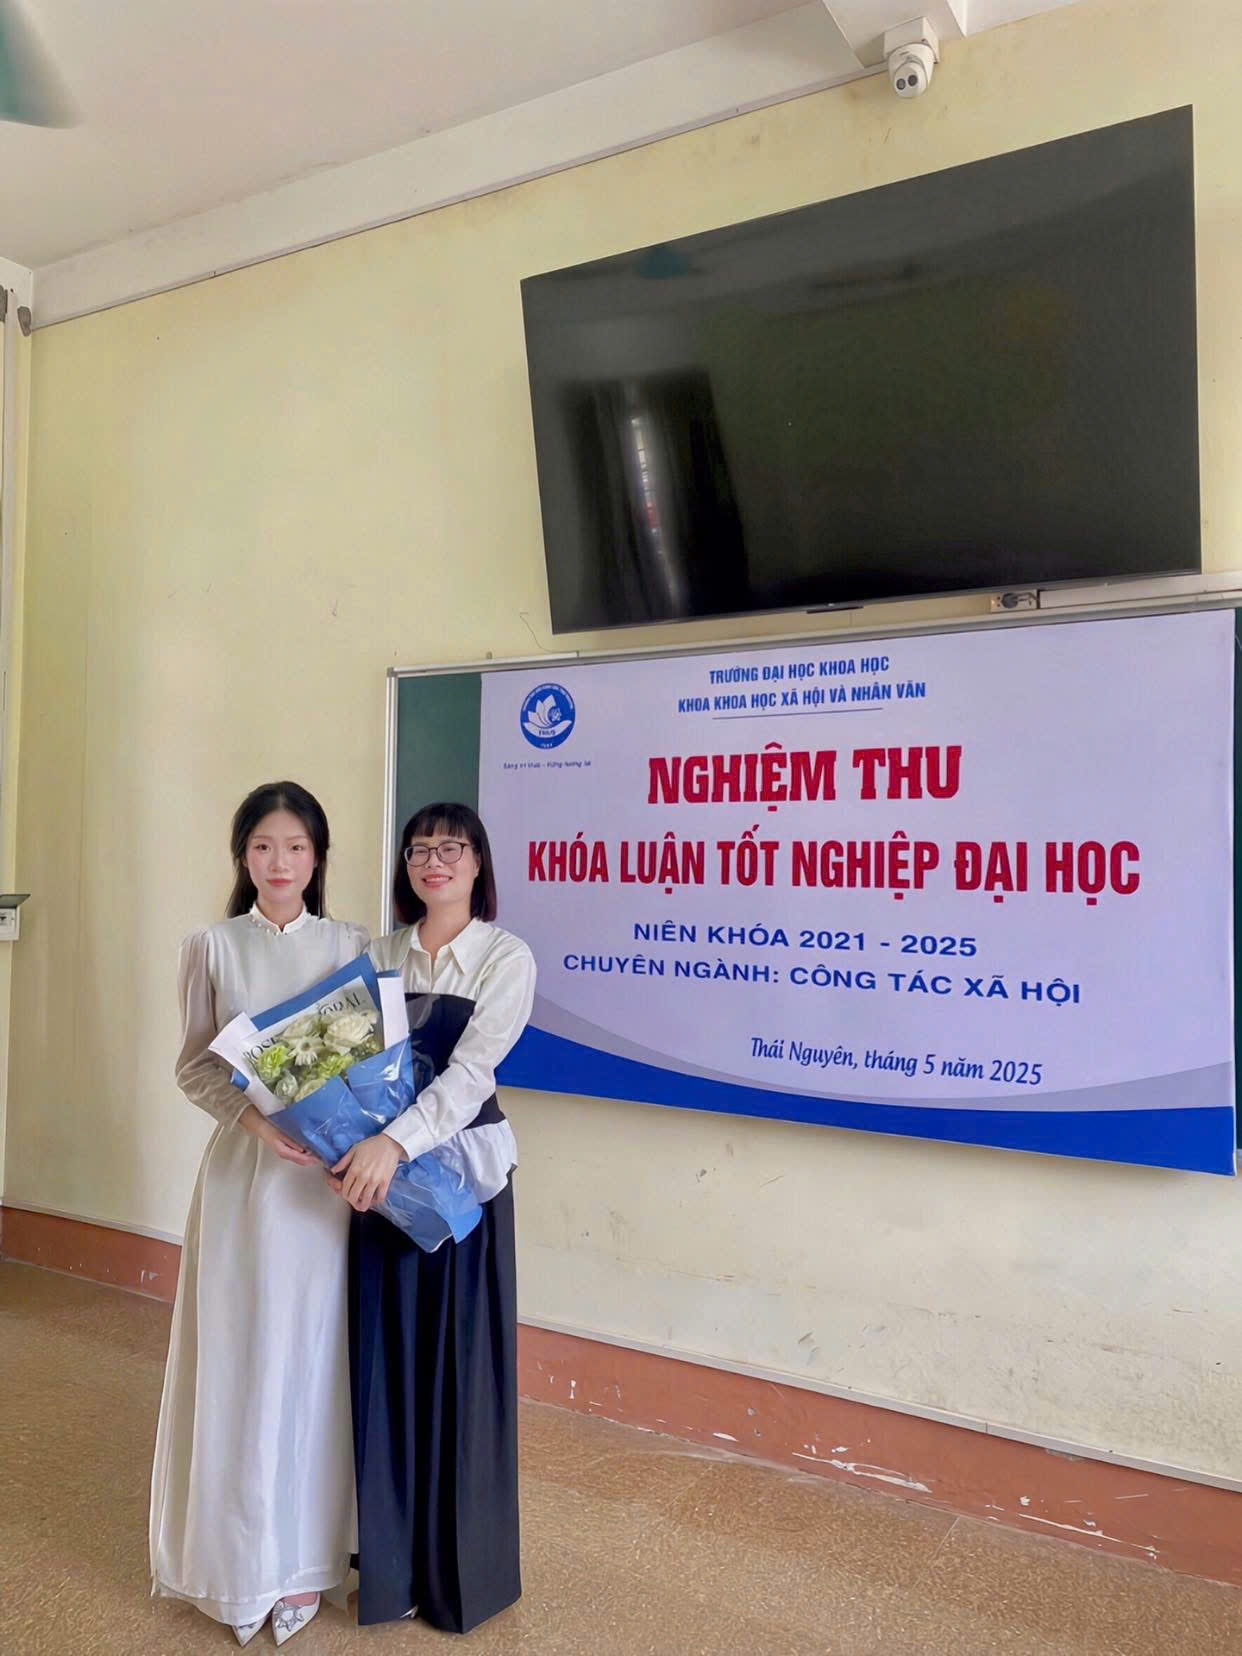 TRƯỜNG ĐẠI HỌC KHOA HỌC
KHOA KHOA HỌC XÃ HỘI VÀ NHÂN VĂN
TNUS
NGHIỆM THU
KHÓA LUẬN TỐT NGHIỆP ĐẠI HỌC
NIÊN KHÓA 2021 - 2025
CHUYÊN NGÀNH: CÔNG TÁC XÃ HỘI
Thái Nguyên, tháng 5 năm 2025